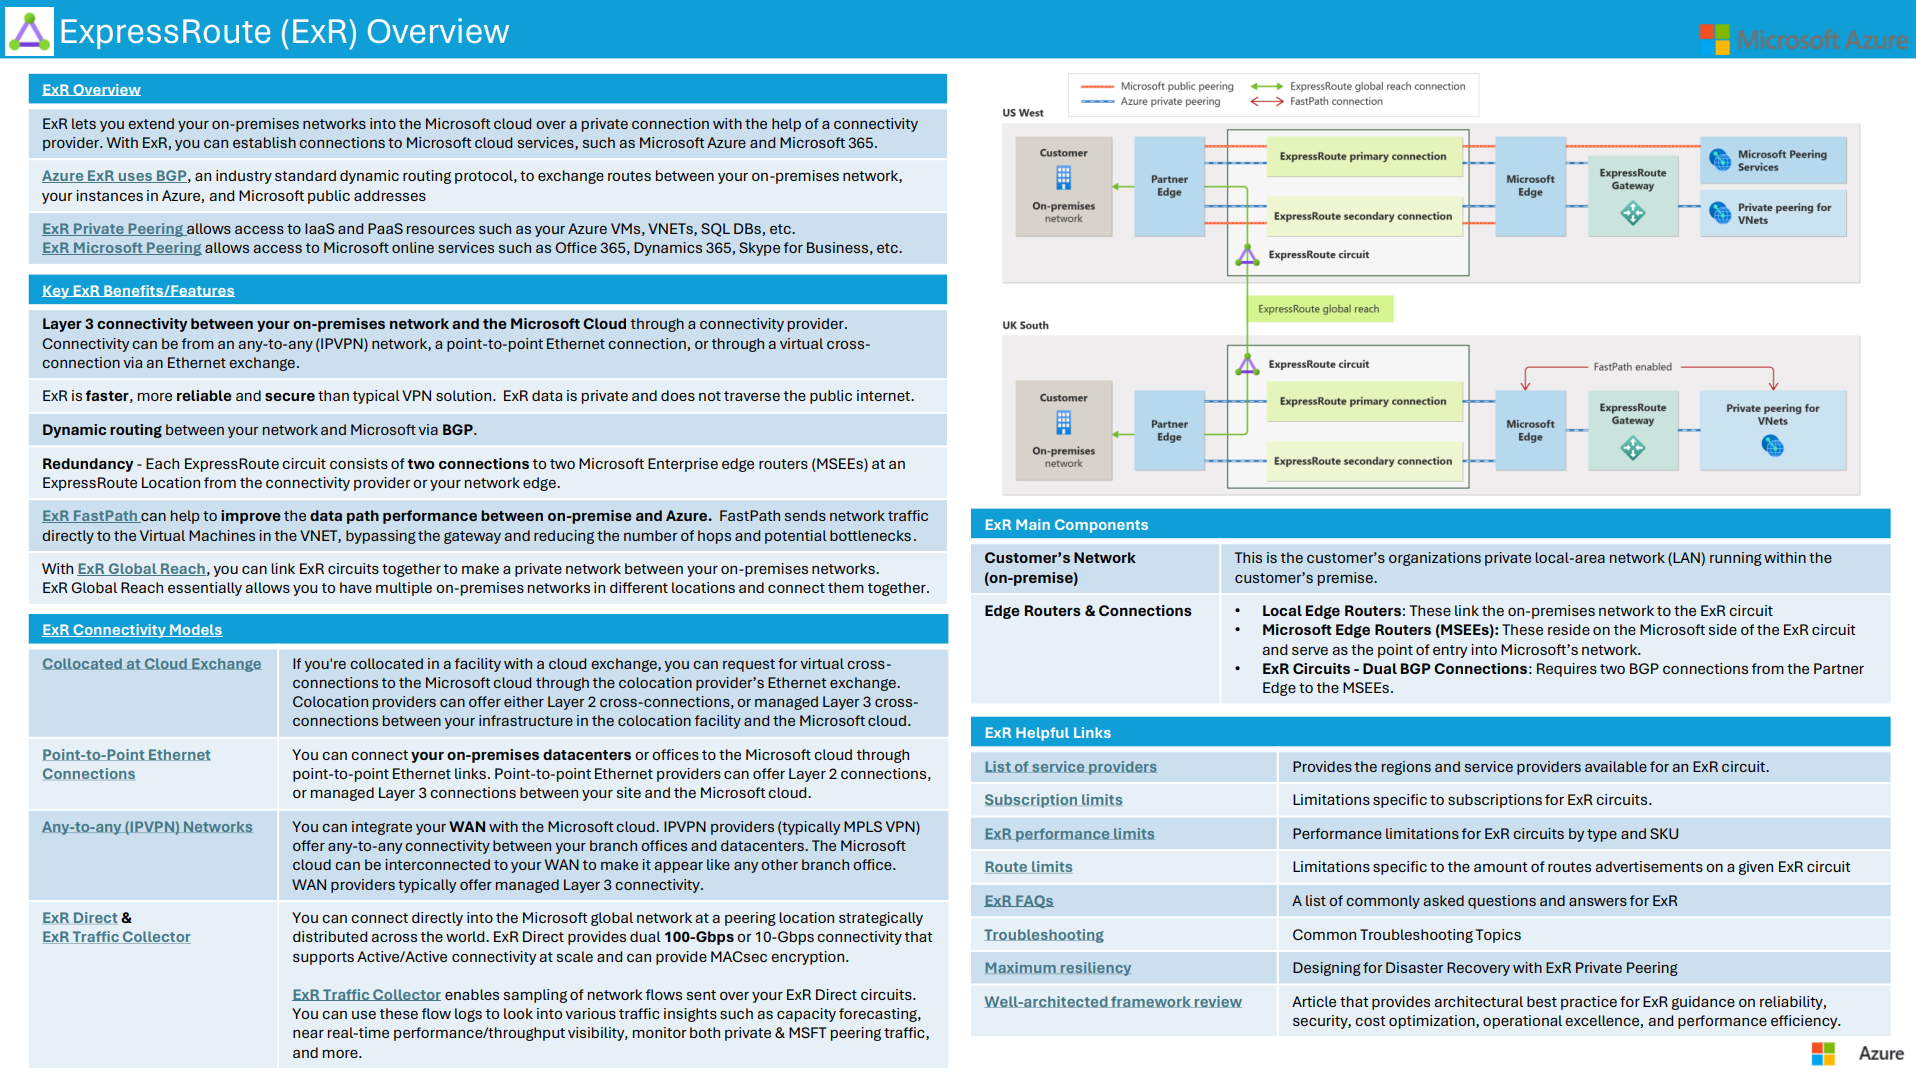 ExpressRoute (ExR) Overview
Microsoft Azure
ExR Overview
ExR lets you extend your on-premises networks into the Microsoft cloud over a private connection with the help of a connectivity
provider. With ExR, you can establish connections to Microsoft cloud services, such as Microsoft Azure and Microsoft 365.
Azure ExR uses BGP, an industry standard dynamic routing protocol, to exchange routes between your on-premises network,
your instances in Azure, and Microsoft public addresses
ExR Private Peering allows access to IaaS and PaaS resources such as your Azure VMs, VNETs, SQL DBs, etc.
ExR Microsoft Peering allows access to Microsoft online services such as Office 365, Dynamics 365, Skype for Business, etc.
Key ExR Benefits/Features
Layer 3 connectivity between your on-premises network and the Microsoft Cloud through a connectivity provider.
Connectivity can be from an any-to-any (IPVPN) network, a point-to-point Ethernet connection, or through a virtual cross-
connection via an Ethernet exchange.
ExR is faster, more reliable and secure than typical VPN solution. ExR data is private and does not traverse the public internet.
Dynamic routing between your network and Microsoft via BGP.
Redundancy - Each ExpressRoute circuit consists of two connections to two Microsoft Enterprise edge routers (MSEEs) at an
ExpressRoute Location from the connectivity provider or your network edge.
ExR FastPath can help to improve the data path performance between on-premise and Azure. FastPath sends network traffic
directly to the Virtual Machines in the VNET, bypassing the gateway and reducing the number of hops and potential bottlenecks.
With ExR Global Reach, you can link ExR circuits together to make a private network between your on-premises networks.
ExR Global Reach essentially allows you to have multiple on-premises networks in different locations and connect them together.
ExR Connectivity Models
Collocated at Cloud Exchange
If you're collocated in a facility with a cloud exchange, you can request for virtual cross-
connections to the Microsoft cloud through the colocation provider's Ethernet exchange.
Colocation providers can offer either Layer 2 cross-connections, or managed Layer 3 cross-
connections between your infrastructure in the colocation facility and the Microsoft cloud.
Point-to-Point Ethernet
Connections
You can connect your on-premises datacenters or offices to the Microsoft cloud through
point-to-point Ethernet links. Point-to-point Ethernet providers can offer Layer 2 connections,
or managed Layer 3 connections between your site and the Microsoft cloud.
Any-to-any (IPVPN) Networks
You can integrate your WAN with the Microsoft cloud. IPVPN providers (typically MPLS VPN)
offer any-to-any connectivity between your branch offices and datacenters. The Microsoft
cloud can be interconnected to your WAN to make it appear like any other branch office.
WAN providers typically offer managed Layer 3 connectivity.
ExR Direct &
ExR Traffic Collector
You can connect directly into the Microsoft global network at a peering location strategically
distributed across the world. ExR Direct provides dual 100-Gbps or 10-Gbps connectivity that
supports Active/Active connectivity at scale and can provide MACsec encryption.
ExR Traffic Collector enables sampling of network flows sent over your ExR Direct circuits.
You can use these flow logs to look into various traffic insights such as capacity forecasting,
near real-time performance/throughput visibility, monitor both private & MSFT peering traffic,
and more.
Microsoft public peering
ExpressRoute global reach connection
Azure private peering
FastPath connection
US West
Customer
On-premises
network
Partner
Edge
ExpressRoute primary connection
ExpressRoute secondary connection
ExpressRoute circuit
Microsoft
Edge
ExpressRoute
Gateway
Microsoft Peering
Services
Private peering for
VNets
ExpressRoute global reach
UK South
Customer
On-premises
network
Partner
Edge
ExpressRoute circuit
ExpressRoute primary connection
ExpressRoute secondary connection
FastPath enabled
Microsoft
Edge
ExpressRoute
Gateway
Private peering for
VNets
ExR Main Components
Customer's Network
(on-premise)
This is the customer's organizations private local-area network (LAN) running within the
customer's premise.
Edge Routers & Connections
• Local Edge Routers: These link the on-premises network to the ExR circuit
• Microsoft Edge Routers (MSEEs): These reside on the Microsoft side of the ExR circuit
and serve as the point of entry into Microsoft's network.
• ExR Circuits - Dual BGP Connections: Requires two BGP connections from the Partner
Edge to the MSEEs.
ExR Helpful Links
List of service providers
Provides the regions and service providers available for an ExR circuit.
Subscription limits
Limitations specific to subscriptions for ExR circuits.
ExR performance limits
Performance limitations for ExR circuits by type and SKU
Route limits
Limitations specific to the amount of routes advertisements on a given ExR circuit
ExR FAQs
A list of commonly asked questions and answers for ExR
Troubleshooting
Common Troubleshooting Topics
Maximum resiliency
Designing for Disaster Recovery with ExR Private Peering
Well-architected framework review
Article that provides architectural best practice for ExR guidance on reliability,
security, cost optimization, operational excellence, and performance efficiency.
Azure